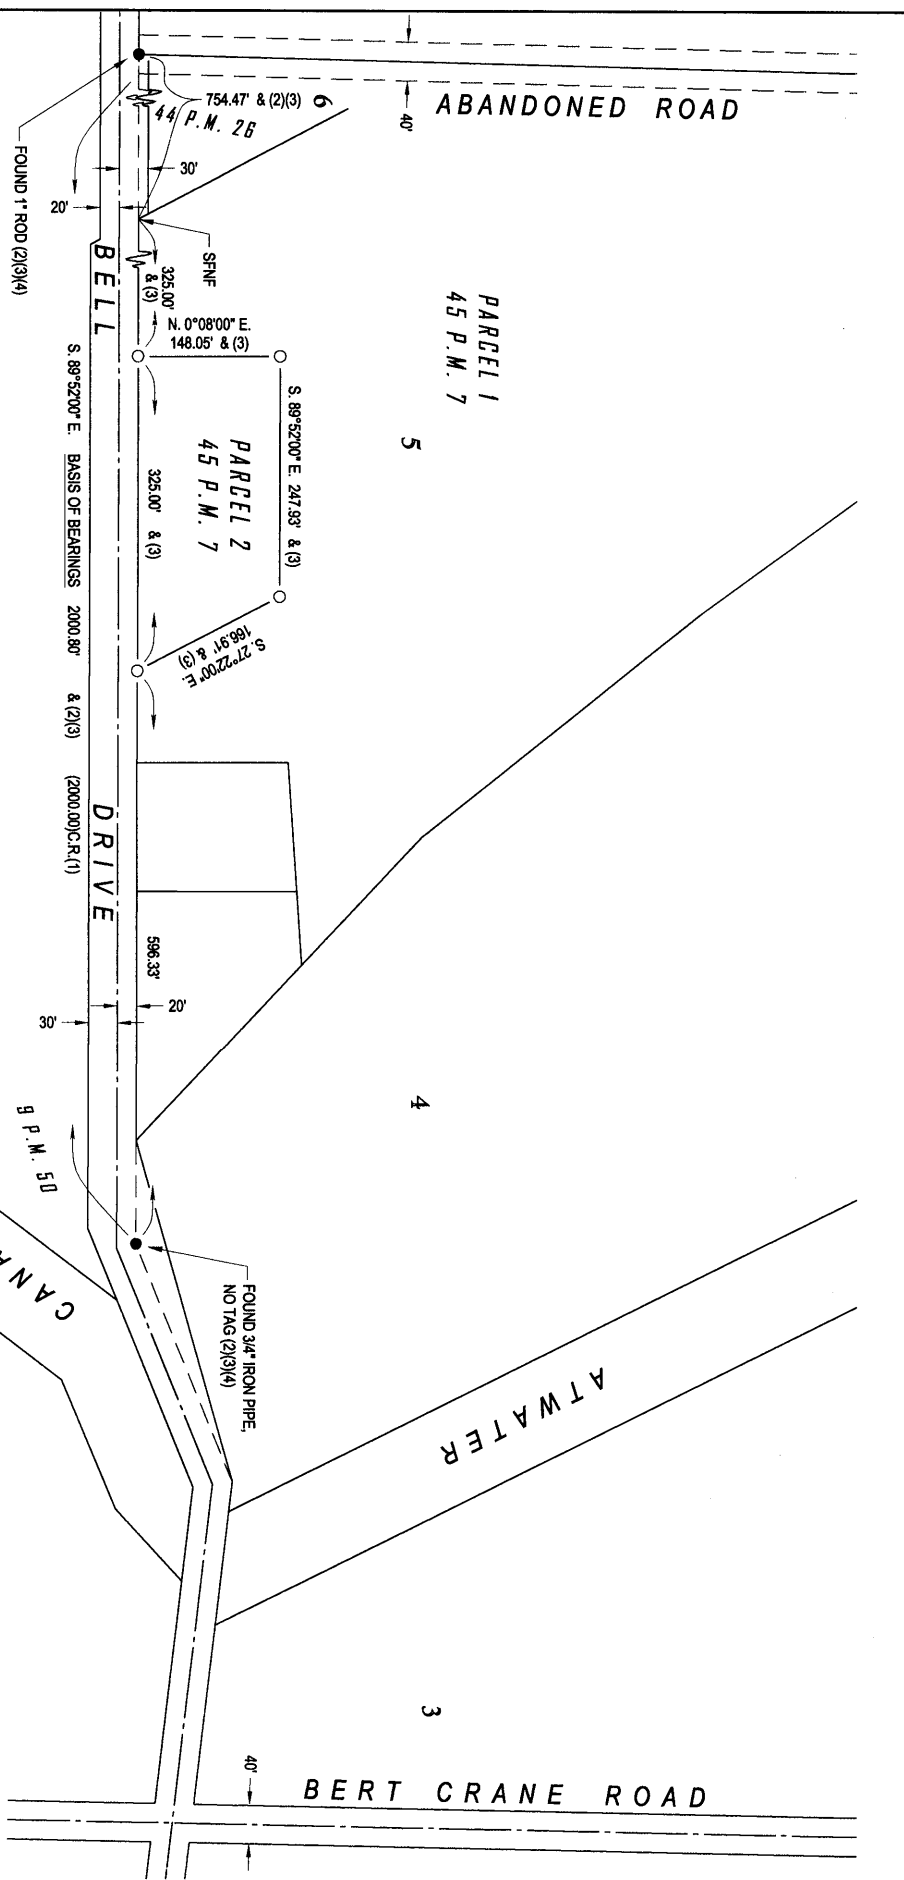 ABANDONED ROAD
40'
754.47' & (2)(3)
6
44 P.M. 26
30'
20'
FOUND 1" ROD (2)(3)(4)
SFNF
325.00'
& (3)
N. 0°08'00" E.
148.05' & (3)
PARCEL 1
45 P.M. 7
5
S. 89°52'00" E. 247.93' & (3)
PARCEL 2
45 P.M. 7
325.00' & (3)
S. 27°22'00" E.
166.91' & (3)
BELL DRIVE
S. 89°52'00" E. BASIS OF BEARINGS 2000.80' & (2)(3) (2000.00)C.R.(1)
596.33'
20'
30'
4
9 P.M. 50
FOUND 3/4" IRON PIPE,
NO TAG (2)(3)(4)
ATWATER
CANA
3
40'
BERT CRANE ROAD